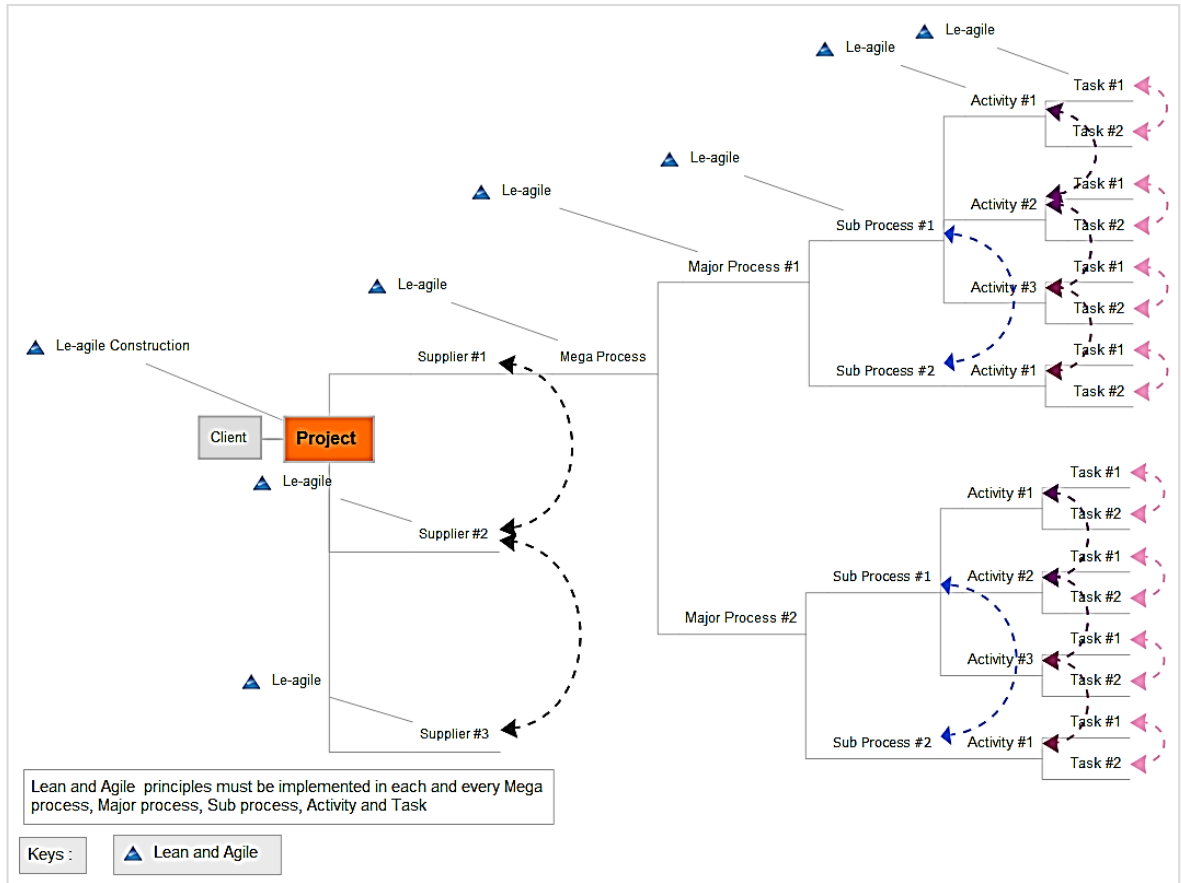 Le-agile
Le-agile
Task #1
Activity #1
Task #2
Le-agile
Le-agile
Task #1
Activity #2
Sub Process #1
Task #2
Major Process #1
Task #1
Le-agile
Activity #3
Task #2
Le-agile Construction
Supplier #1
Mega Process
Task #1
Sub Process #2
Activity #1
Task #2
Client
Project
Task #1
Le-agile
Activity #1
Task #2
Supplier #2
Task #1
Sub Process #1
Activity #2
Task #2
Major Process #2
Task #1
Activity #3
Le-agile
Task #2
Task #1
Supplier #3
Sub Process #2
Activity #1
Task #2
Lean and Agile principles must be implemented in each and every Mega
process, Major process, Sub process, Activity and Task
Keys :
Lean and Agile